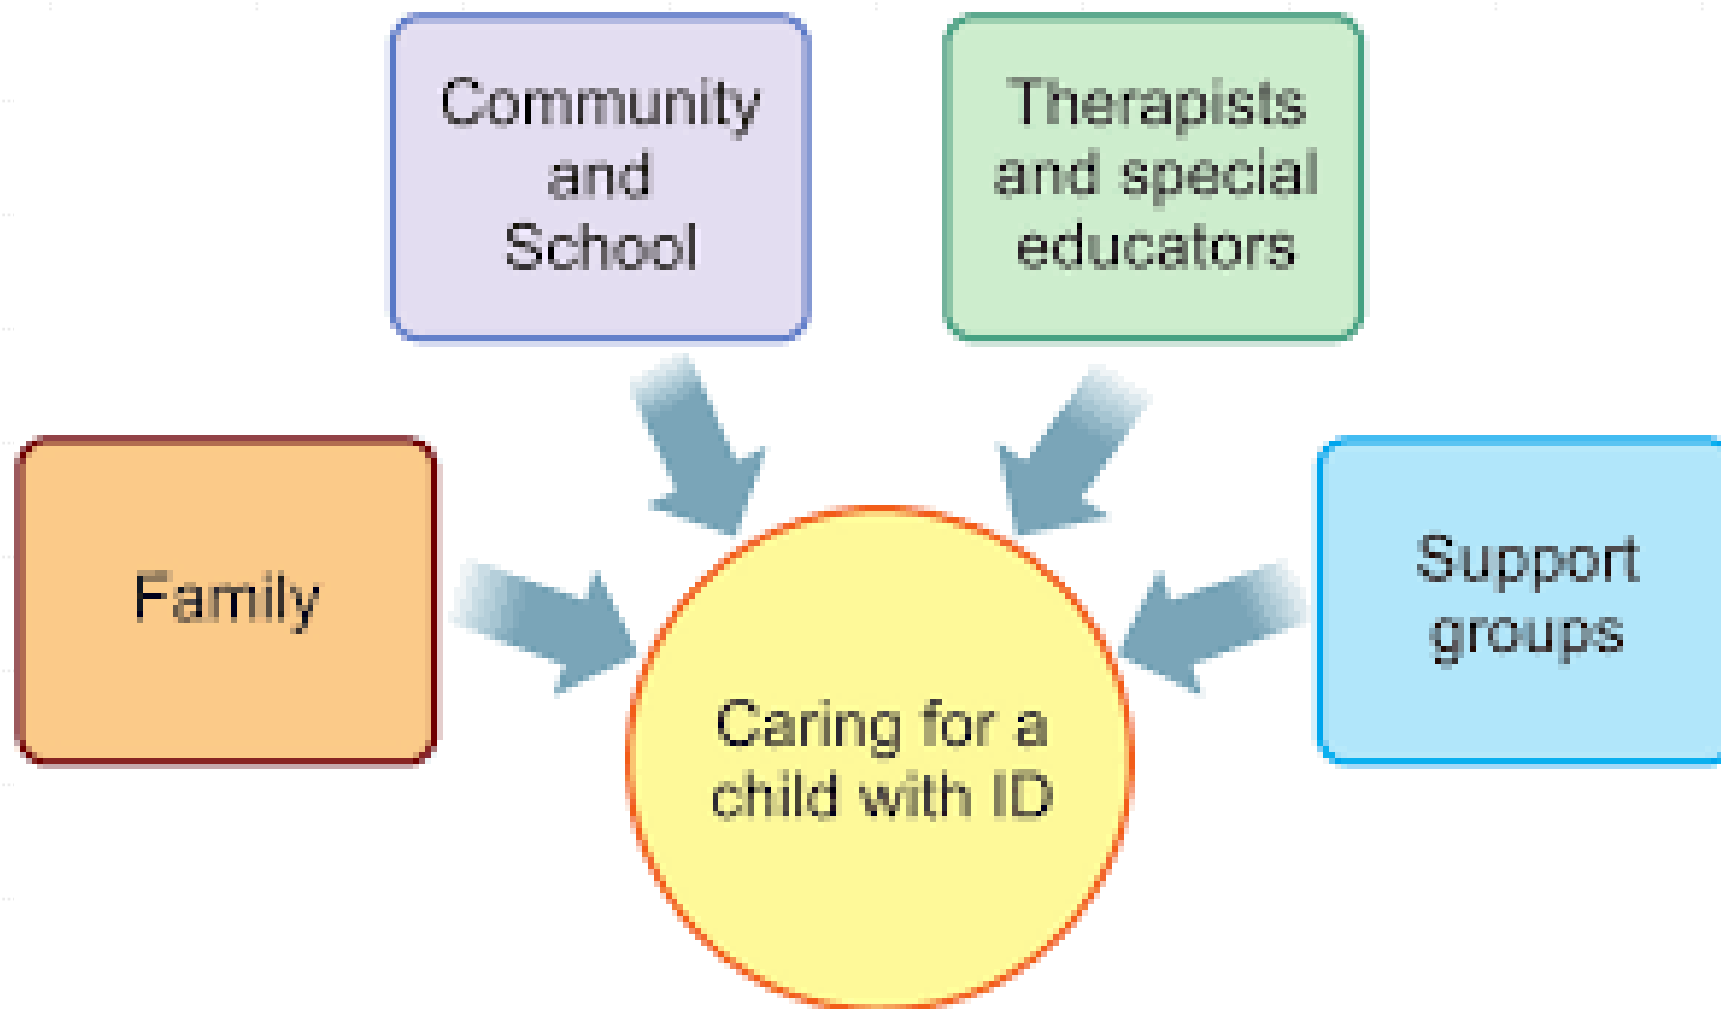 Community
and
School
Therapists
and special
educators
Family
Support
groups
Caring for a
child with ID